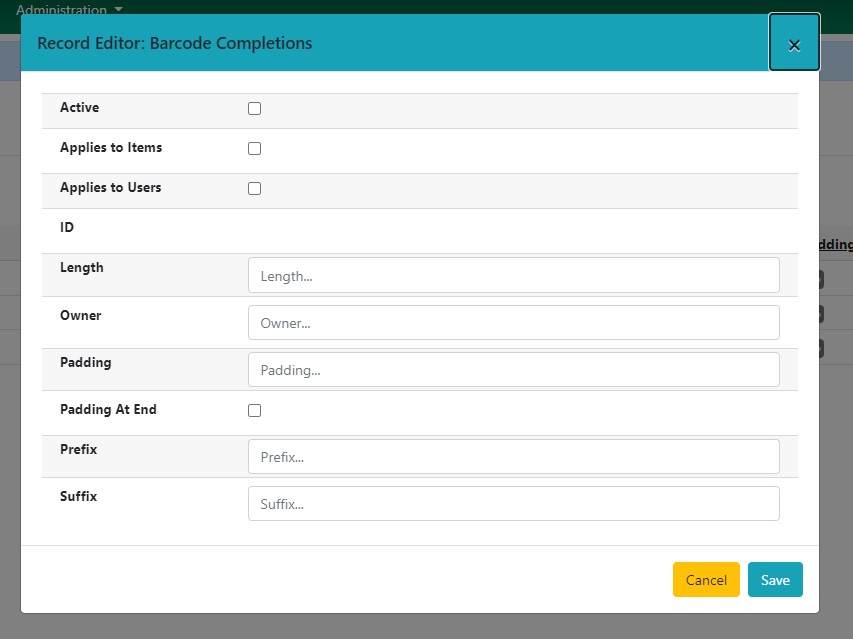 Administration
Record Editor: Barcode Completions
×
Active
Applies to Items
Applies to Users
ID
Length
Length...
Owner
Owner...
dding
Padding
Padding...
Padding At End
Prefix
Prefix...
Suffix
Suffix...
Cancel Save